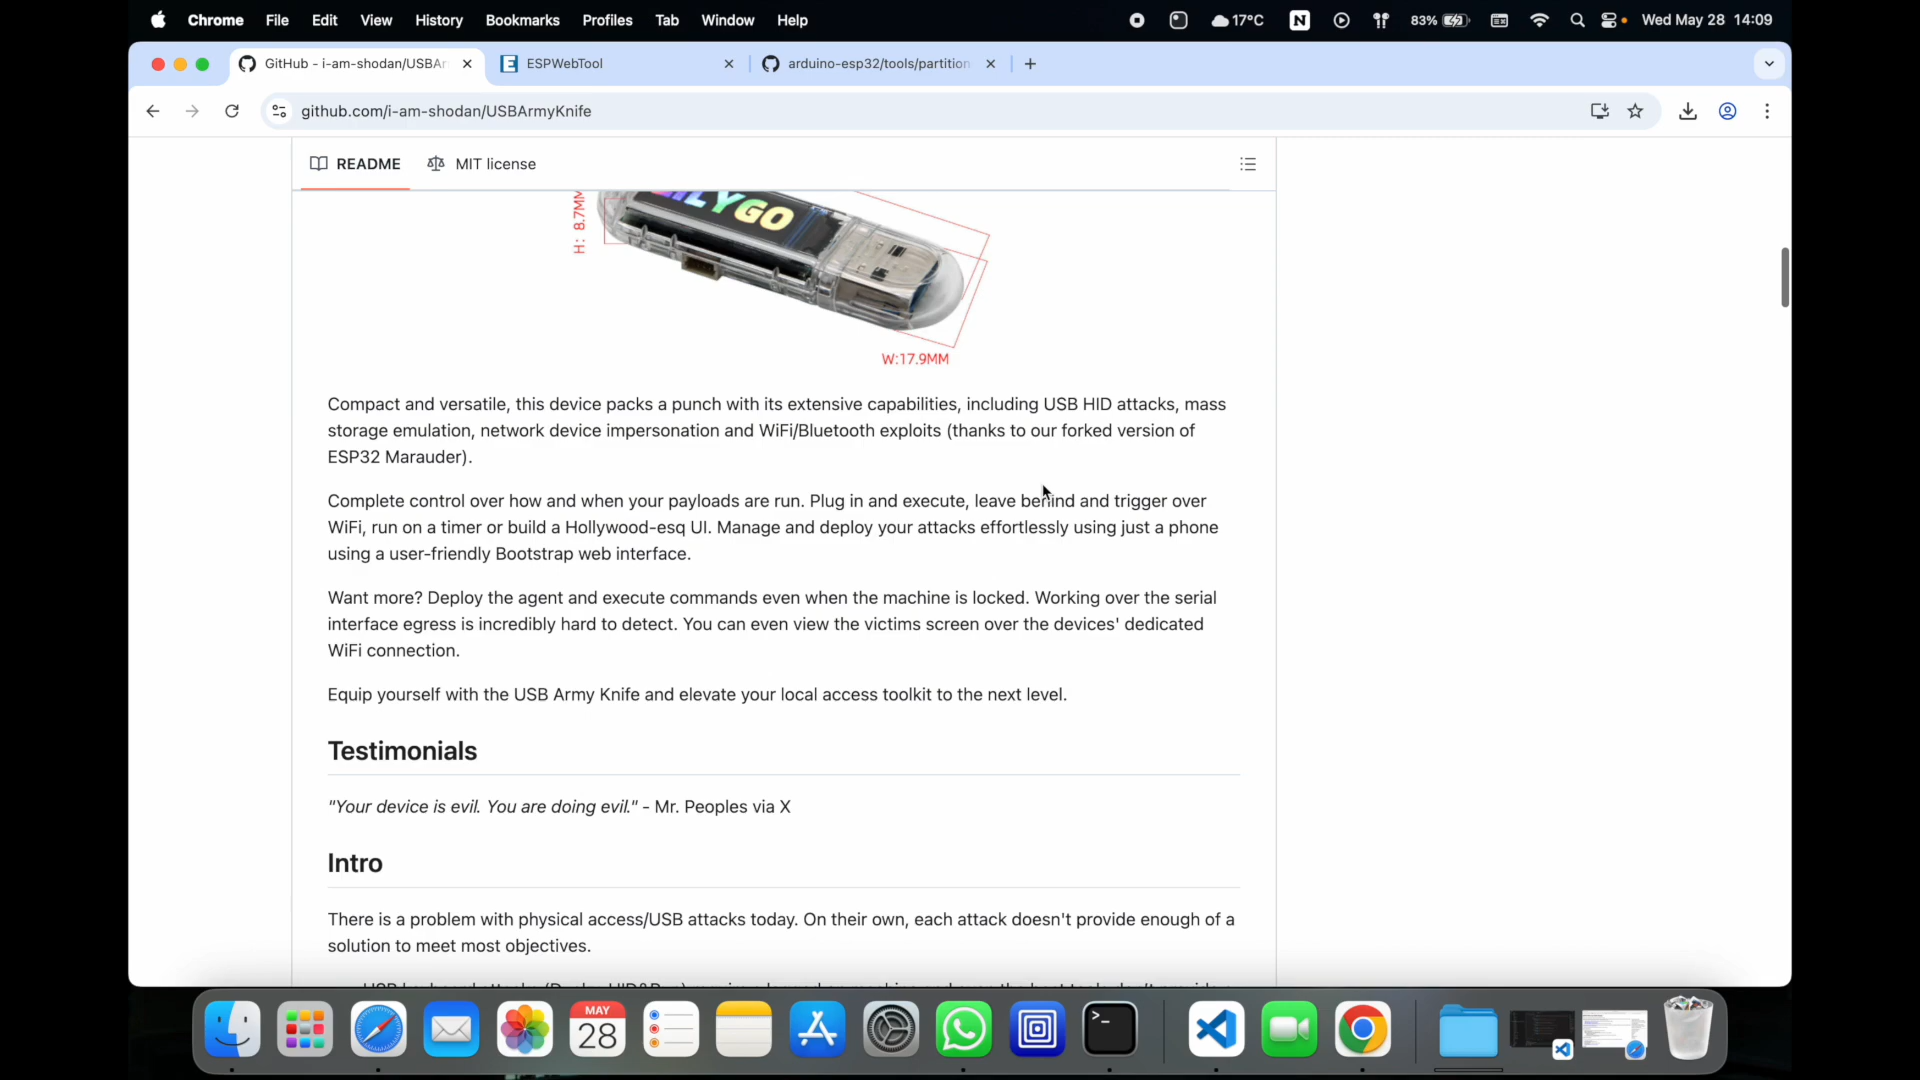 Chrome File Edit View History Bookmarks Profiles Tab Window Help 17°C 83% Wed May 28 14:09
GitHub - i-am-shodan/USBAr ESPWebTool arduino-esp32/tools/partition
github.com/i-am-shodan/USBArmyKnife
README MIT license
H: 8.7MM
LYGO
W:17.9MM
Compact and versatile, this device packs a punch with its extensive capabilities, including USB HID attacks, mass
storage emulation, network device impersonation and WiFi/Bluetooth exploits (thanks to our forked version of
ESP32 Marauder).
Complete control over how and when your payloads are run. Plug in and execute, leave behind and trigger over
WiFi, run on a timer or build a Hollywood-esq UI. Manage and deploy your attacks effortlessly using just a phone
using a user-friendly Bootstrap web interface.
Want more? Deploy the agent and execute commands even when the machine is locked. Working over the serial
interface egress is incredibly hard to detect. You can even view the victims screen over the devices' dedicated
WiFi connection.
Equip yourself with the USB Army Knife and elevate your local access toolkit to the next level.
Testimonials
"Your device is evil. You are doing evil." - Mr. Peoples via X
Intro
There is a problem with physical access/USB attacks today. On their own, each attack doesn't provide enough of a
solution to meet most objectives.
MAY
28